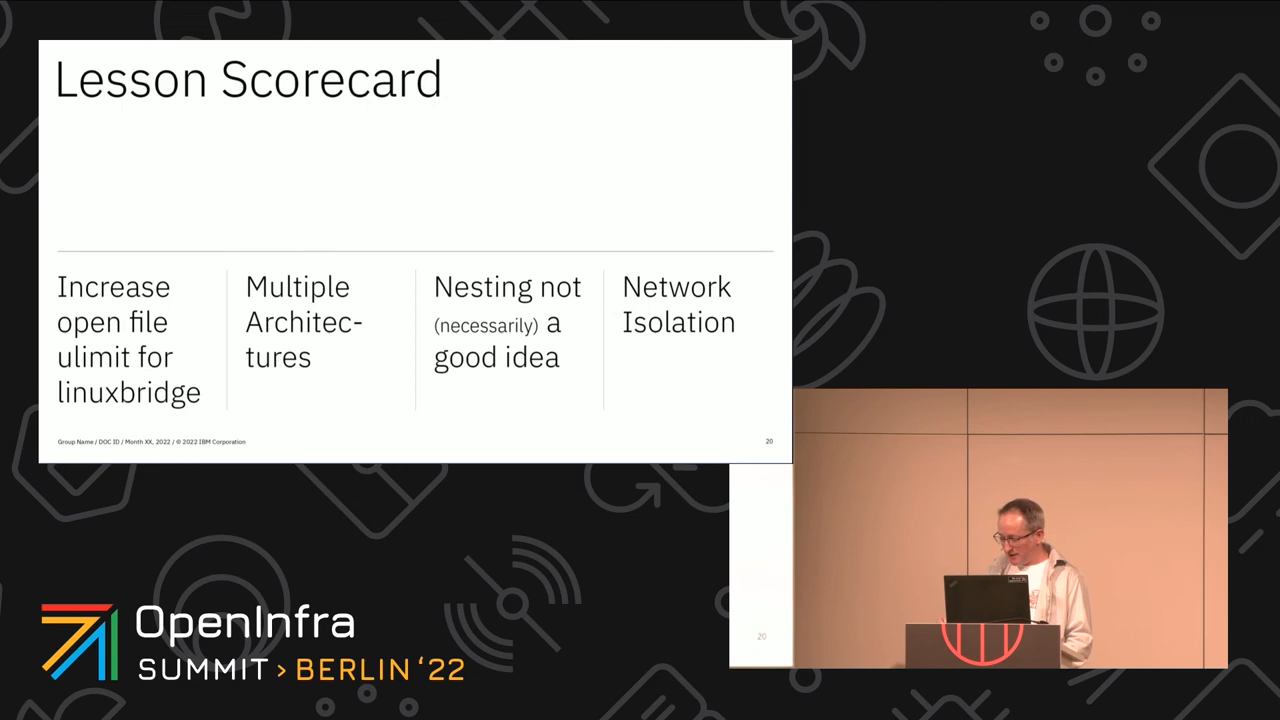 Lesson Scorecard
Increase
open file
ulimit for
linuxbridge
Multiple
Architec-
tures
Nesting not
(necessarily) a
good idea
Network
Isolation
Group Name / DOC ID / Month XX, 2022 / © 2022 IBM Corporation
20
20
OpenInfra
SUMMIT > BERLIN ‘22